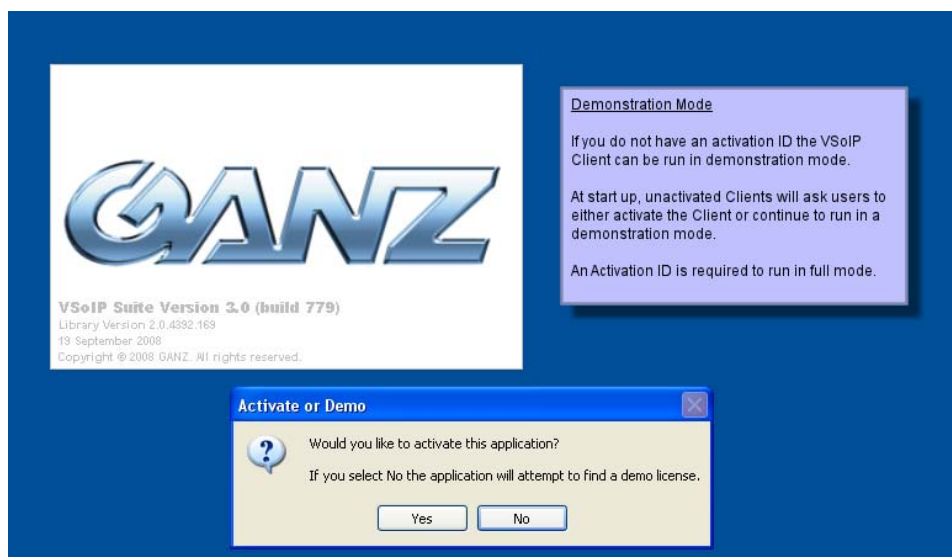 GANZ
VSoIP Suite Version 3.0 (build 779)
Library Version 2.0.4392.169
19 September 2008
Copyright © 2008 GANZ. All rights reserved.
Demonstration Mode
If you do not have an activation ID the VSoIP
Client can be run in demonstration mode.
At start up, unactivated Clients will ask users to
either activate the Client or continue to run in a
demonstration mode.
An Activation ID is required to run in full mode.
Activate or Demo
Would you like to activate this application?
If you select No the application will attempt to find a demo license.
Yes
No